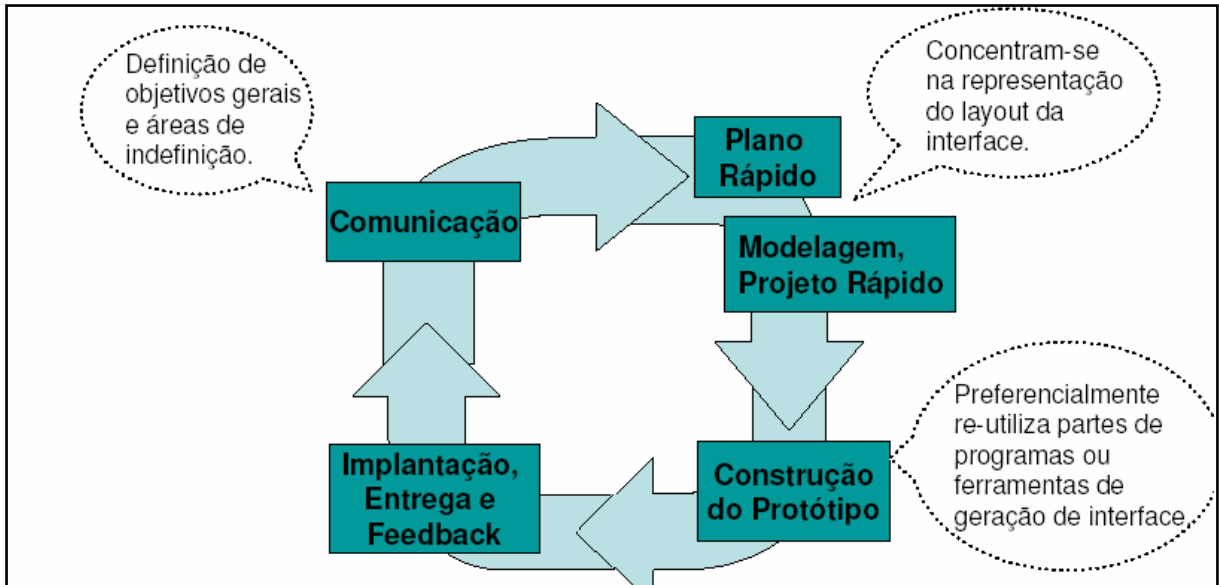 Definição de
objetivos gerais
e áreas de
indefinição.
Concentram-se
na representação
do layout da
interface.
Plano
Rápido
Comunicação
Modelagem,
Projeto Rápido
Preferencialmente
re-utiliza partes de
programas ou
ferramentas de
geração de interface.
Implantação,
Entrega e
Feedback
Construção
do Protótipo